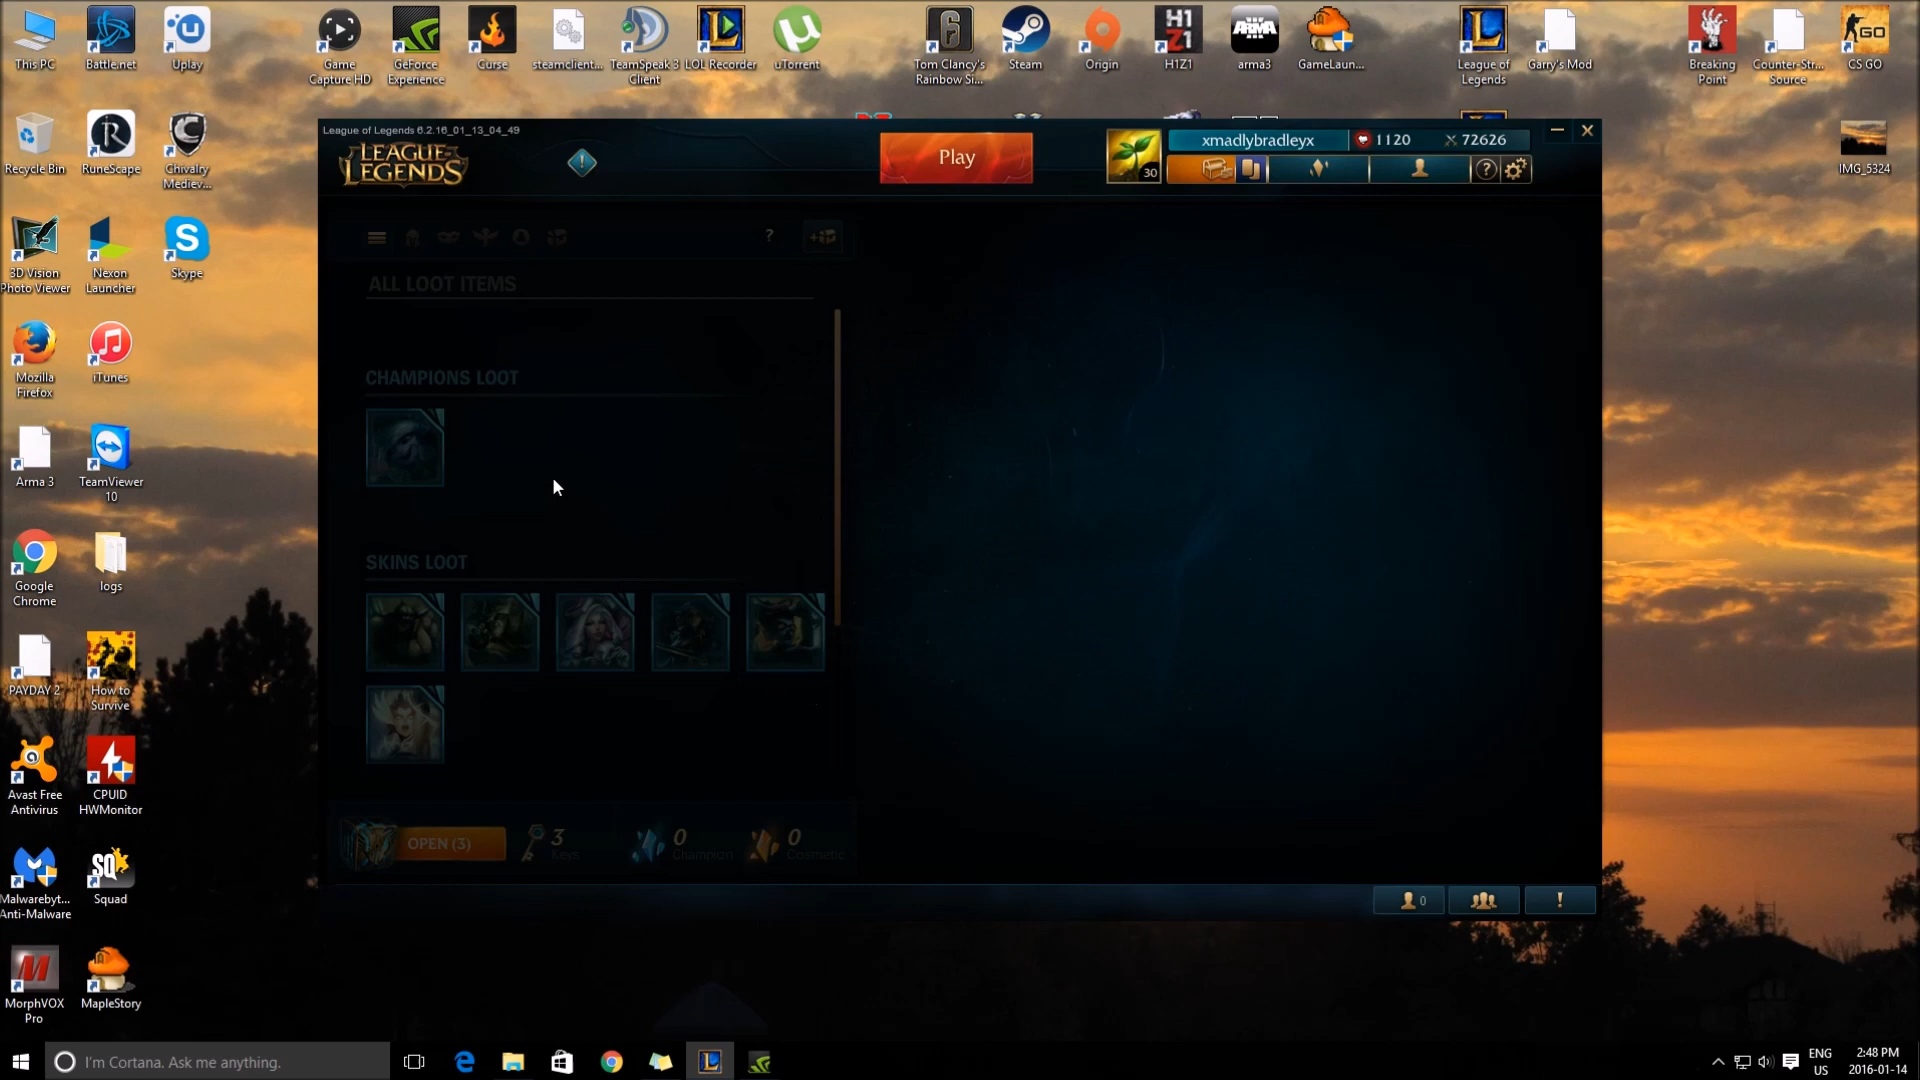 This PC
Battle.net
Uplay
Game
Capture HD
GeForce
Experience
Curse
steamclient...
TeamSpeak 3
Client
LOL Recorder
uTorrent
Tom Clancy's
Rainbow Si...
Steam
Origin
H1Z1
arma3
GameLaun...
League of
Legends
Garry's Mod
Breaking
Point
Counter-Str...
Source
CS GO
Recycle Bin
RuneScape
Chivalry
Mediev...
IMG_5324
3D Vision
Photo Viewer
Nexon
Launcher
Skype
Mozilla
Firefox
iTunes
Arma 3
TeamViewer
10
Google
Chrome
logs
PAYDAY 2
How to
Survive
Avast Free
Antivirus
CPUID
HWMonitor
Malwarebyt...
Anti-Malware
Squad
MorphVOX
Pro
MapleStory
League of Legends 6.2.16_01_13_04_49
LEAGUE OF
LEGENDS
Play
30
xmadlybradleyx
1120
72626
?
?
ALL LOOT ITEMS
CHAMPIONS LOOT
SKINS LOOT
OPEN (3)
3
Keys
0
Champion
0
Cosmetic
0
!
I'm Cortana. Ask me anything.
ENG
US
2:48 PM
2016-01-14